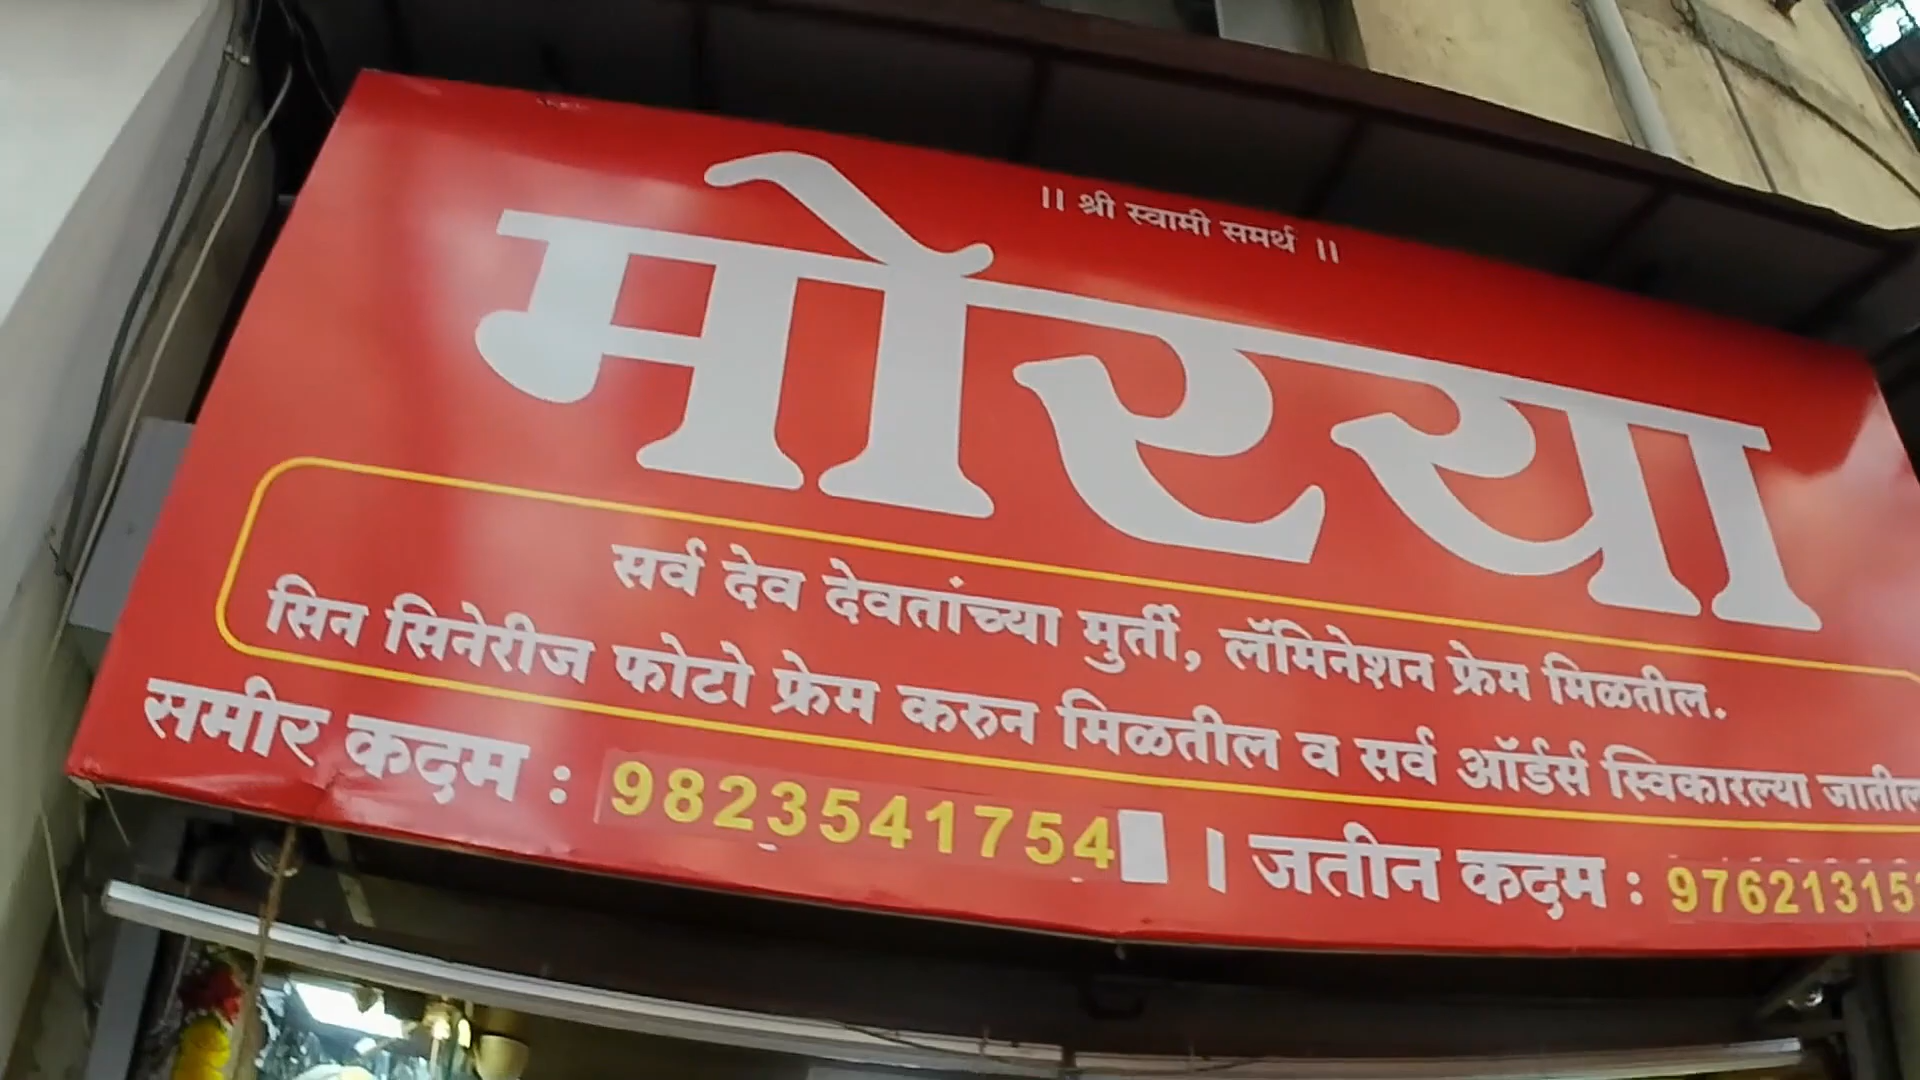 ।। श्री स्वामी समर्थ ।।
मोरया
सर्व देव देवतांच्या मुर्ती, लॅमिनेशन फ्रेम मिळतील.
सिन सिनेरीज फोटो फ्रेम करुन मिळतील व सर्व ऑर्डर्स स्विकारल्या जातील
समीर कदम : 9823541754 । जतीन कदम :